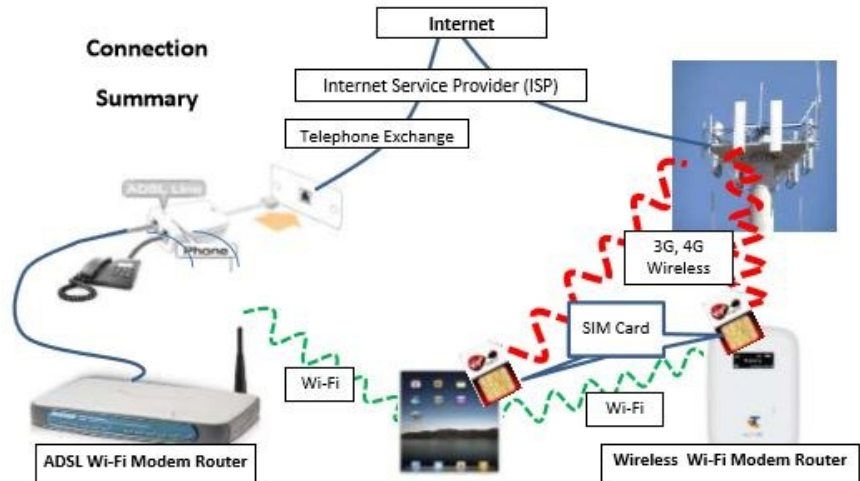 Internet
Connection
Summary
Internet Service Provider (ISP)
Telephone Exchange
ADSL Line
Phone
3G, 4G
Wireless
SIM Card
Wi-Fi
Wi-Fi
ADSL Wi-Fi Modem Router
Wireless Wi-Fi Modem Router